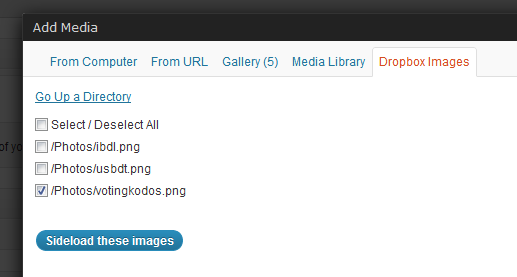 Add Media
From Computer From URL Gallery (5) Media Library Dropbox Images
Go Up a Directory
Select / Deselect All
/Photos/ibdl.png
of yo /Photos/usbdt.png
/Photos/votingkodos.png
Sideload these images